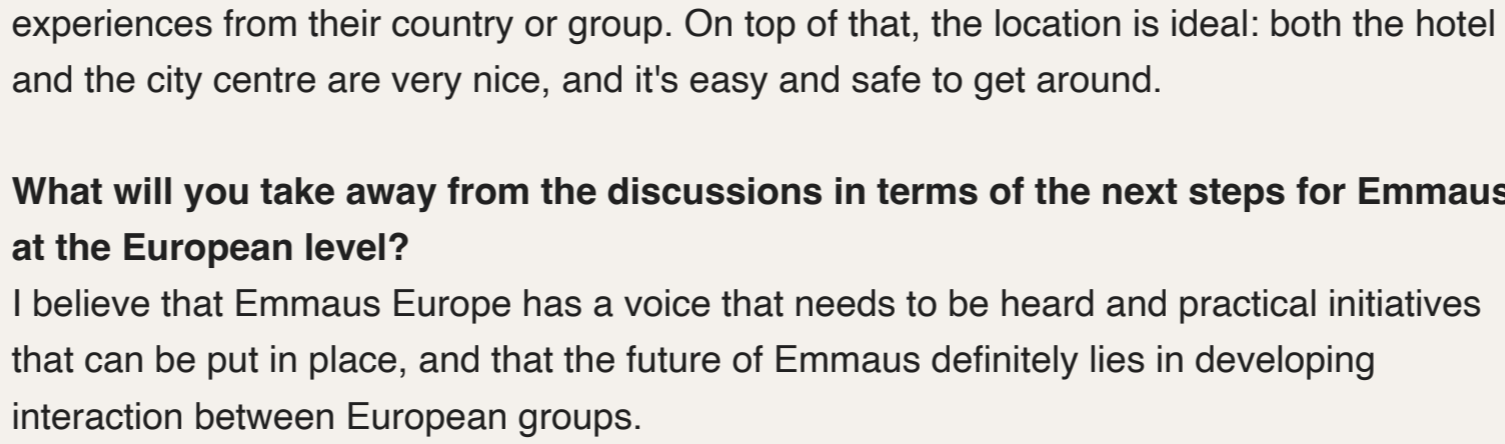 experiences from their country or group. On top of that, the location is ideal: both the hotel
and the city centre are very nice, and it's easy and safe to get around.
What will you take away from the discussions in terms of the next steps for Emmaus
at the European level?
I believe that Emmaus Europe has a voice that needs to be heard and practical initiatives
that can be put in place, and that the future of Emmaus definitely lies in developing
interaction between European groups.